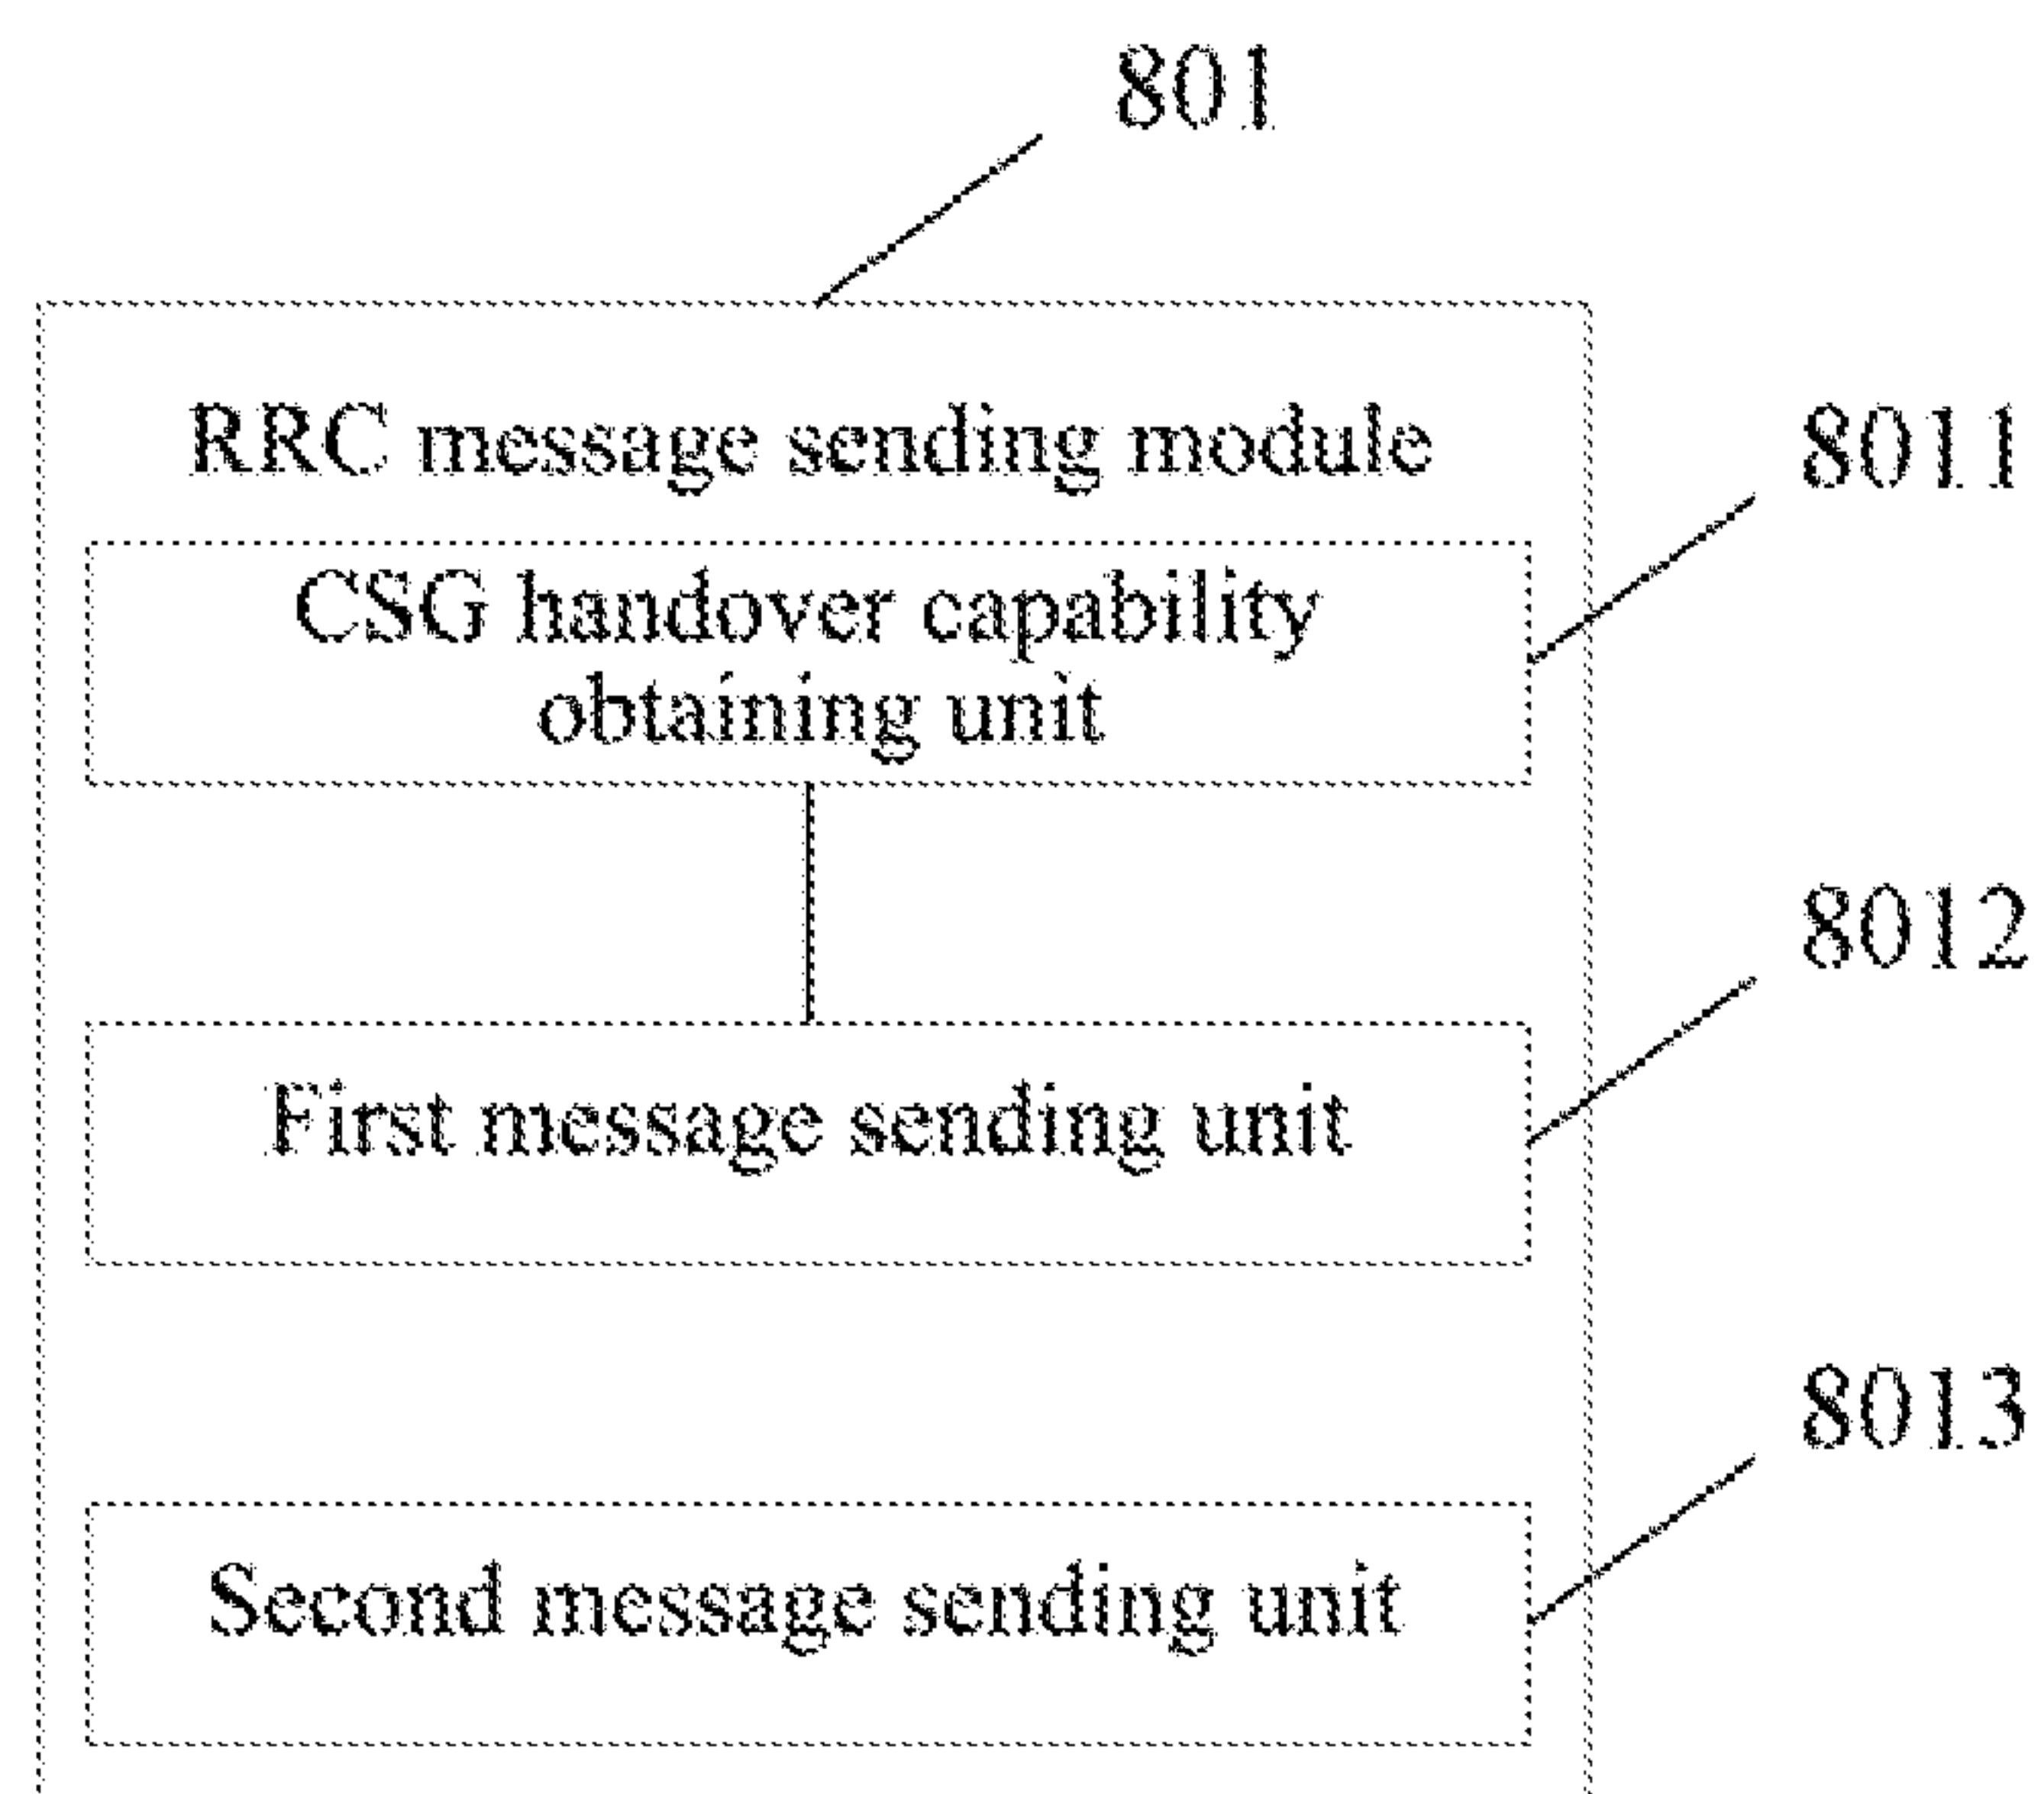 801
RRC message sending module
8011
CSG handover capability
obtaining unit
8012
First message sending unit
8013
Second message sending unit